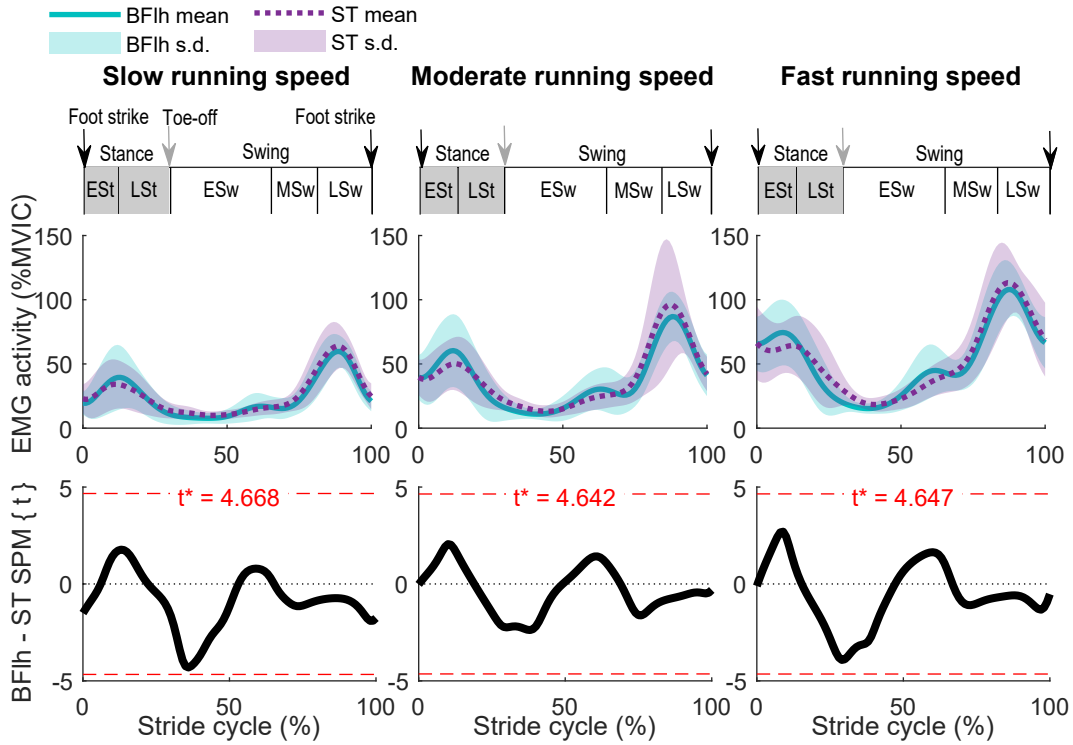 BFlh mean ST mean
BFlh s.d. ST s.d.
Slow running speed Moderate running speed Fast running speed
Foot strike Toe-off Foot strike
Stance Swing Stance Swing Stance Swing
ESt LSt ESw MSw LSw ESt LSt ESw MSw LSw ESt LSt ESw MSw LSw
EMG activity (%MVIC)
150 150 150
100 100 100
50 50 50
0 0 0
0 50 100 0 50 100 0 50 100
BFlh - ST SPM { t }
5 5 5
t* = 4.668 t* = 4.642 t* = 4.647
0 0 0
-5 -5 -5
0 50 100 0 50 100 0 50 100
Stride cycle (%) Stride cycle (%) Stride cycle (%)